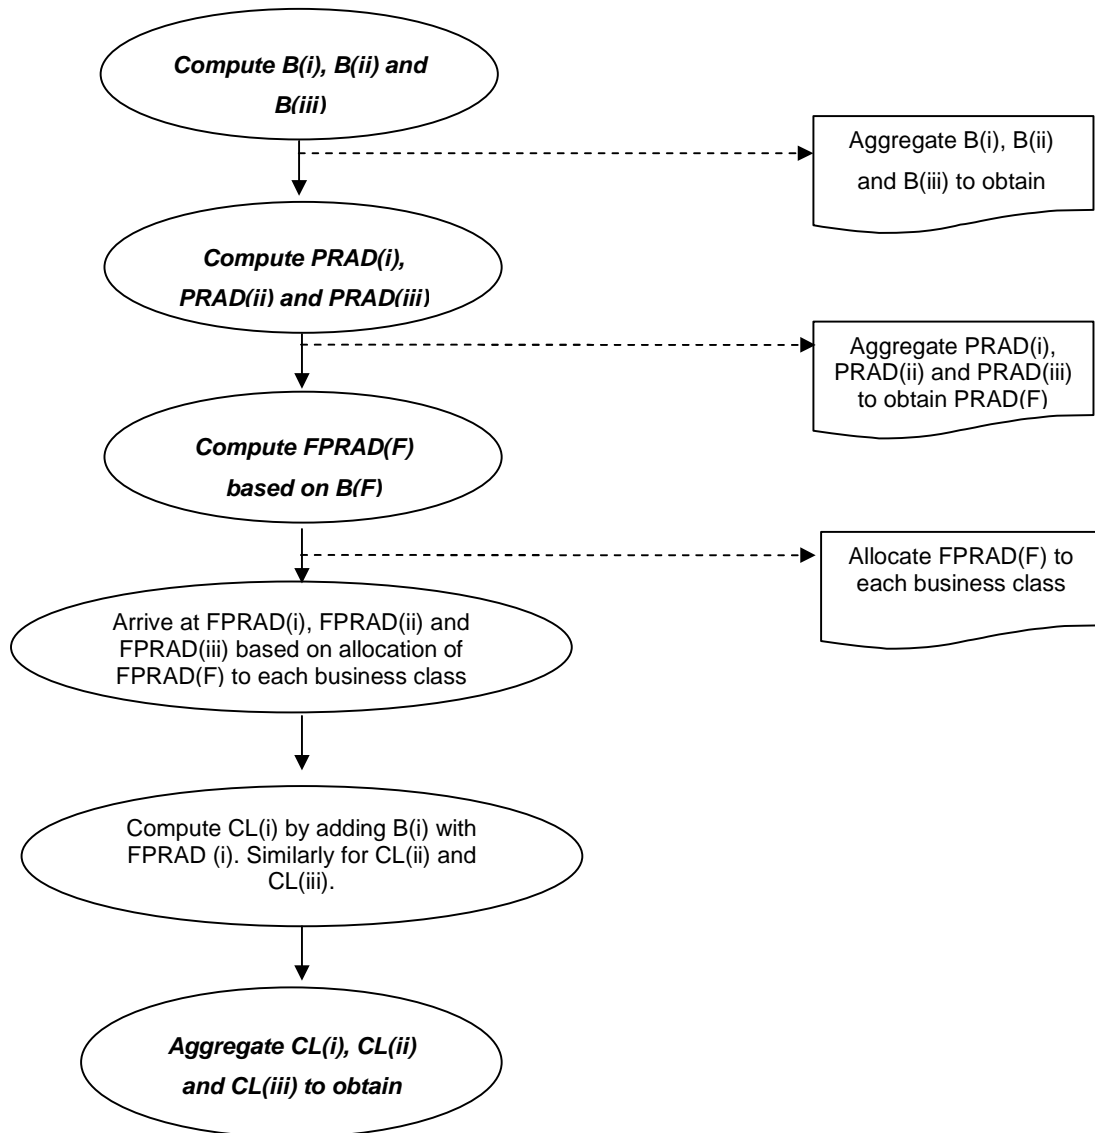 Compute B(i), B(ii) and
B(iii)
Aggregate B(i), B(ii)
and B(iii) to obtain
Compute PRAD(i),
PRAD(ii) and PRAD(iii)
Aggregate PRAD(i),
PRAD(ii) and PRAD(iii)
to obtain PRAD(F)
Compute FPRAD(F)
based on B(F)
Allocate FPRAD(F) to
each business class
Arrive at FPRAD(i), FPRAD(ii) and
FPRAD(iii) based on allocation of
FPRAD(F) to each business class
Compute CL(i) by adding B(i) with
FPRAD (i). Similarly for CL(ii) and
CL(iii).
Aggregate CL(i), CL(ii)
and CL(iii) to obtain